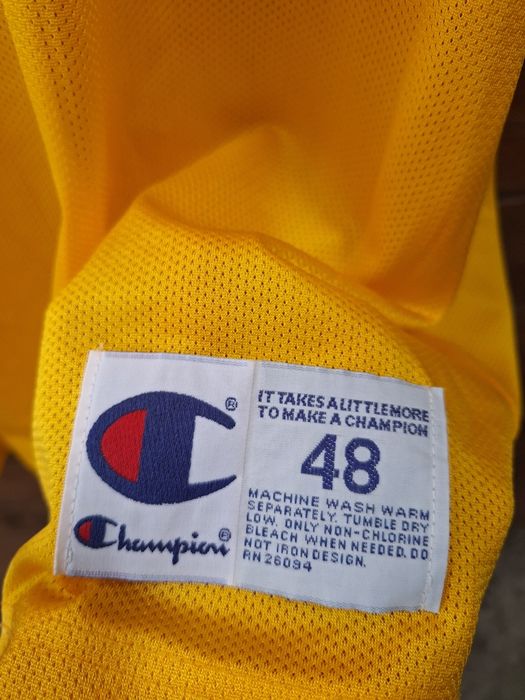 ®
Champion®
IT TAKES A LITTLE MORE
TO MAKE A CHAMPION
48
MACHINE WASH WARM
SEPARATELY. TUMBLE DRY
LOW. ONLY NON-CHLORINE
BLEACH WHEN NEEDED. DO
NOT IRON DESIGN.
RN 26094